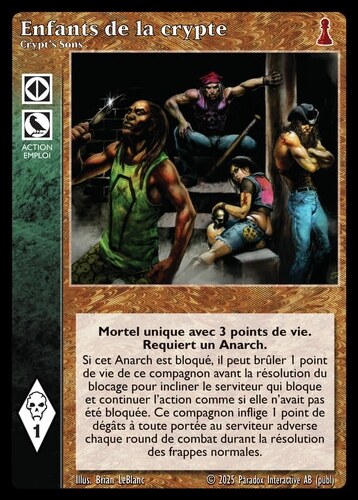 Enfants de la crypte
Crypt's Sons
ACTION
EMPLOI
Mortel unique avec 3 points de vie.
Requiert un Anarch.
Si cet Anarch est bloqué, il peut brûler 1 point
de vie de ce compagnon avant la résolution du
blocage pour incliner le serviteur qui bloque
et continuer l'action comme si elle n'avait pas
été bloquée. Ce compagnon inflige 1 point de
dégâts à toute portée au serviteur adverse
chaque round de combat durant la résolution
des frappes normales.
1
Illus. Brian LeBlanc
© 2025 Paradox Interactive AB (publ)